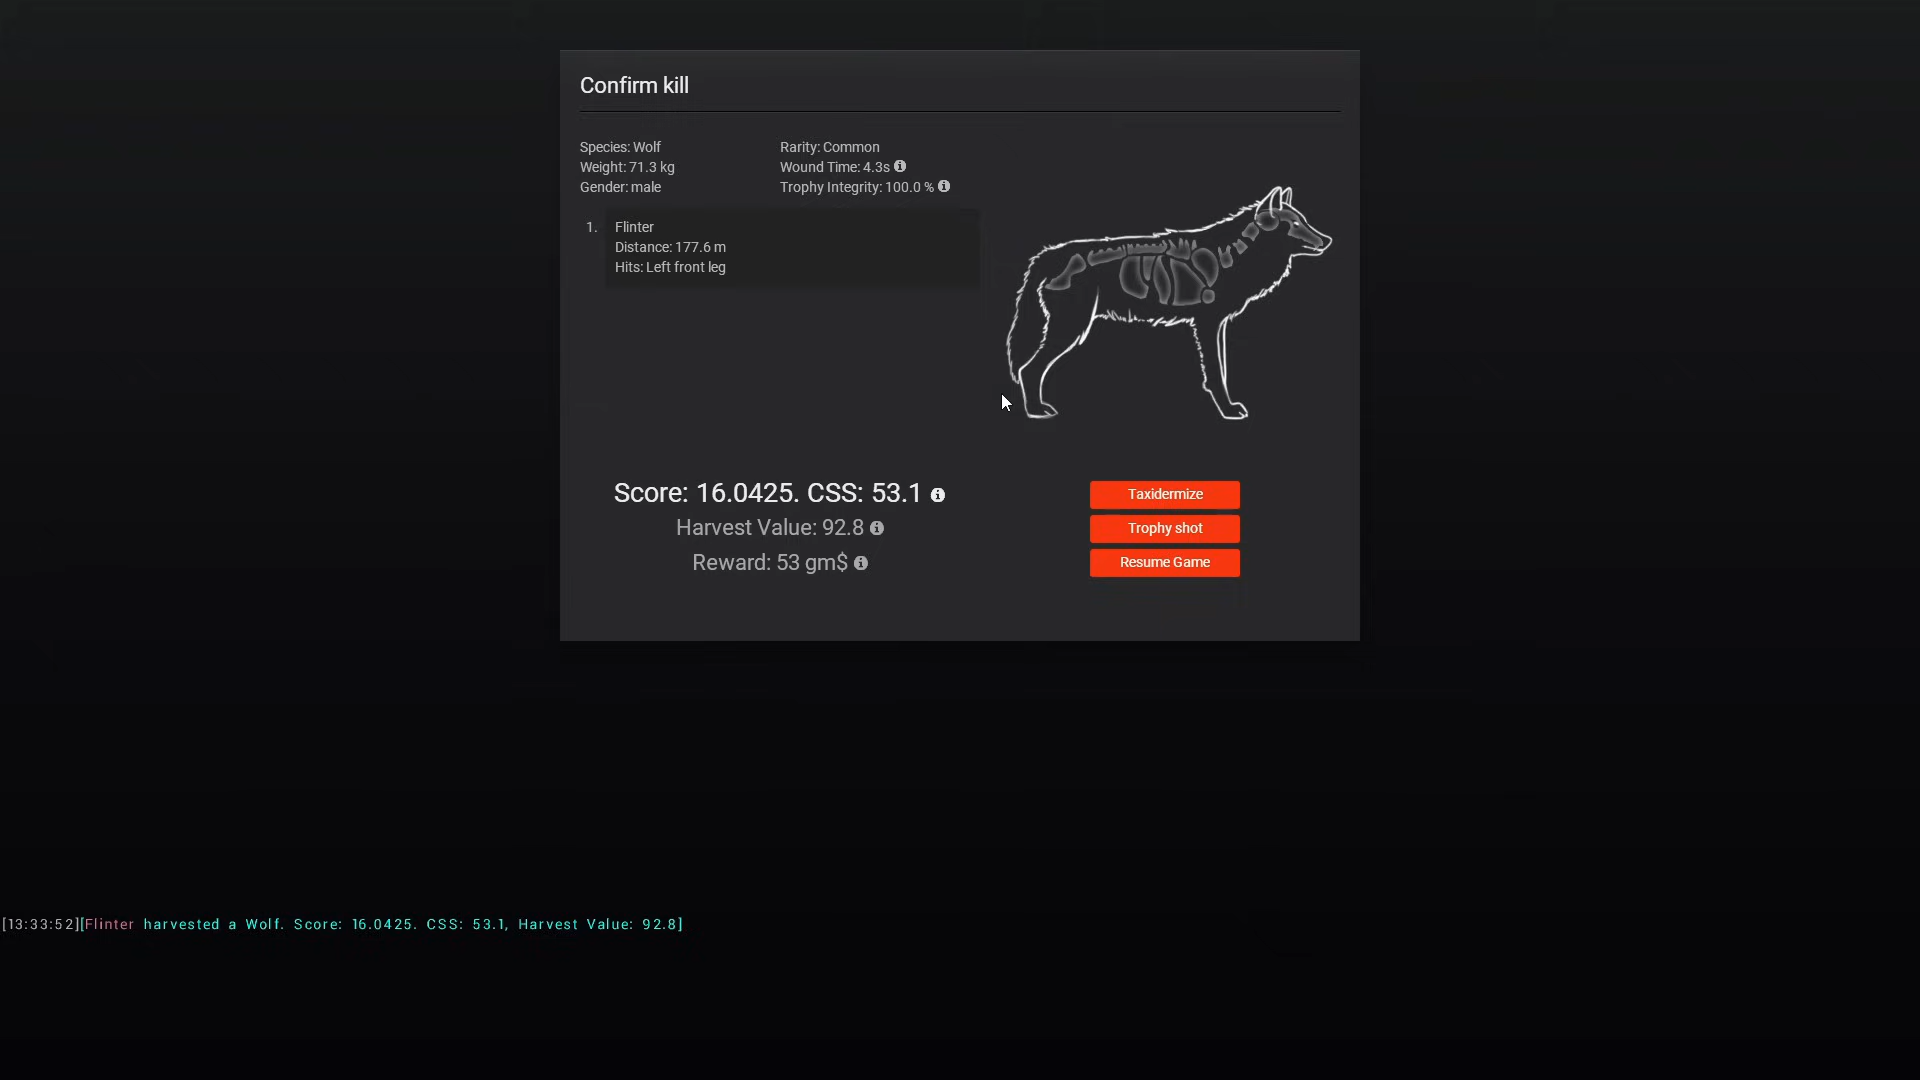 Confirm kill
Species: Wolf
Weight: 71.3 kg
Gender: male
Rarity: Common
Wound Time: 4.3s
Trophy Integrity: 100.0 %
1.
Flinter
Distance: 177.6 m
Hits: Left front leg
Score: 16.0425. CSS: 53.1
Harvest Value: 92.8
Reward: 53 gm$
Taxidermize
Trophy shot
Resume Game
[13:33:52][Flinter harvested a Wolf. Score: 16.0425. CSS: 53.1, Harvest Value: 92.8]